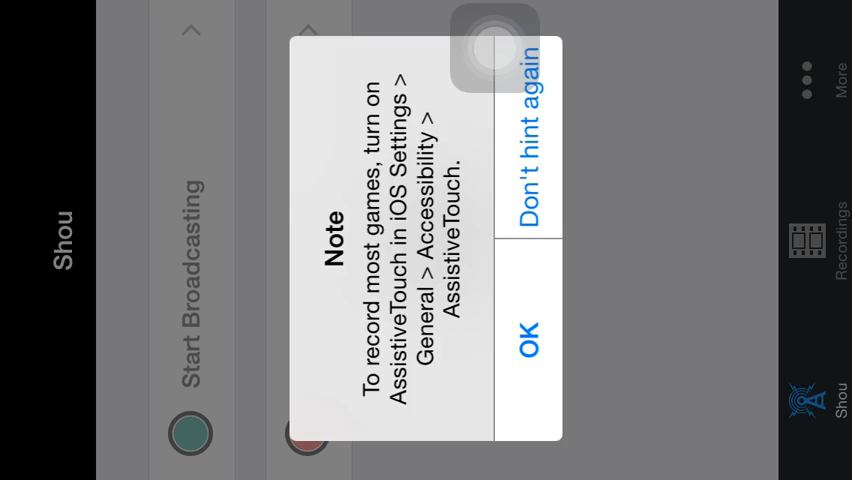 Shou
Start Broadcasting
Note
To record most games, turn on
AssistiveTouch in iOS Settings >
General > Accessibility >
AssistiveTouch.
OK
Don't hint again
Shou
Recordings
More